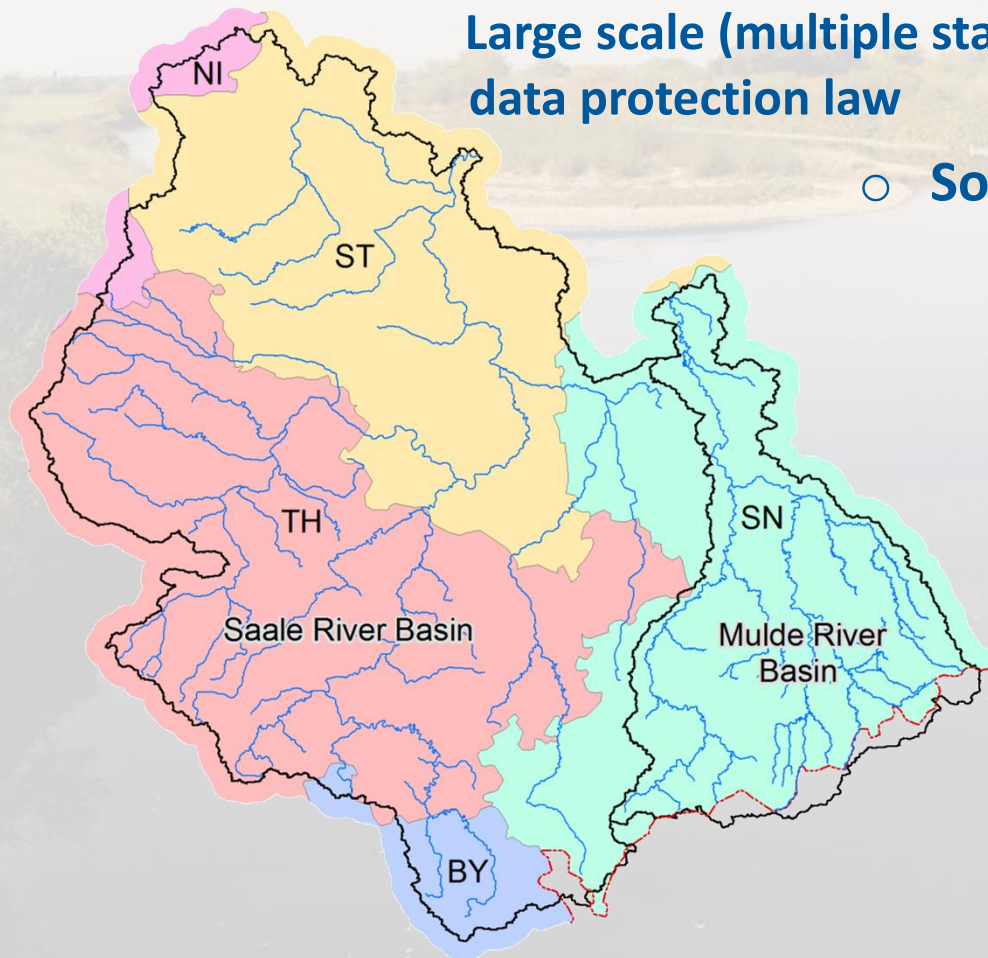 Large scale (multiple sta
data protection law
○ So
NI
ST
TH
SN
Saale River Basin
Mulde River
Basin
BY